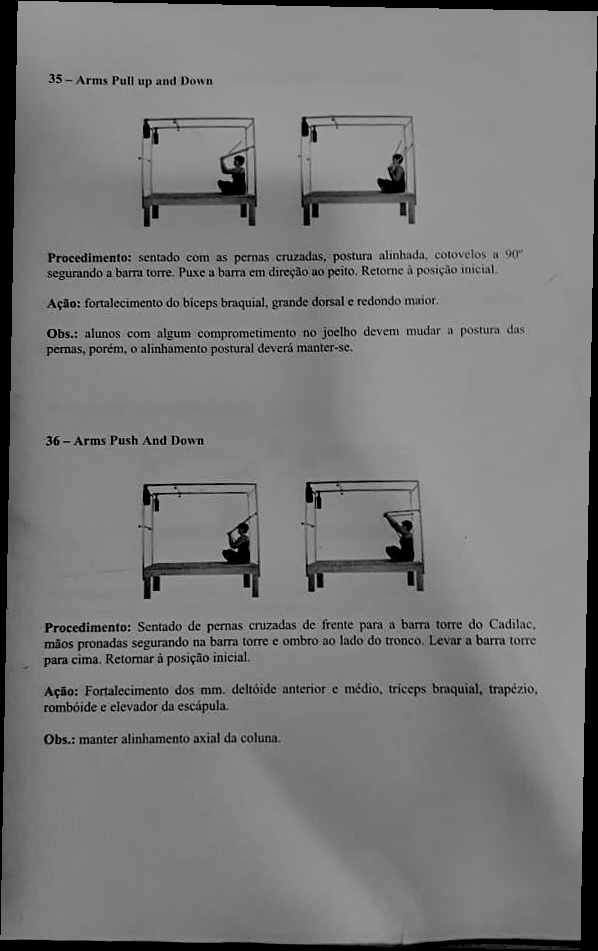 35 – Arms Pull up and Down
Procedimento: sentado com as pernas cruzadas, postura alinhada, cotovelos a 90º
segurando a barra torre. Puxe a barra em direção ao peito. Retorne à posição inicial.
Ação: fortalecimento do bíceps braquial, grande dorsal e redondo maior.
Obs.: alunos com algum comprometimento no joelho devem mudar a postura das
pernas, porém, o alinhamento postural deverá manter-se.
36 – Arms Push And Down
Procedimento: Sentado de pernas cruzadas de frente para a barra torre do Cadilac,
mãos pronadas segurando na barra torre e ombro ao lado do tronco. Levar a barra torre
para cima. Retornar à posição inicial.
Ação: Fortalecimento dos mm. deltóide anterior e médio, tríceps braquial, trapézio,
rombóide e elevador da escápula.
Obs.: manter alinhamento axial da coluna.